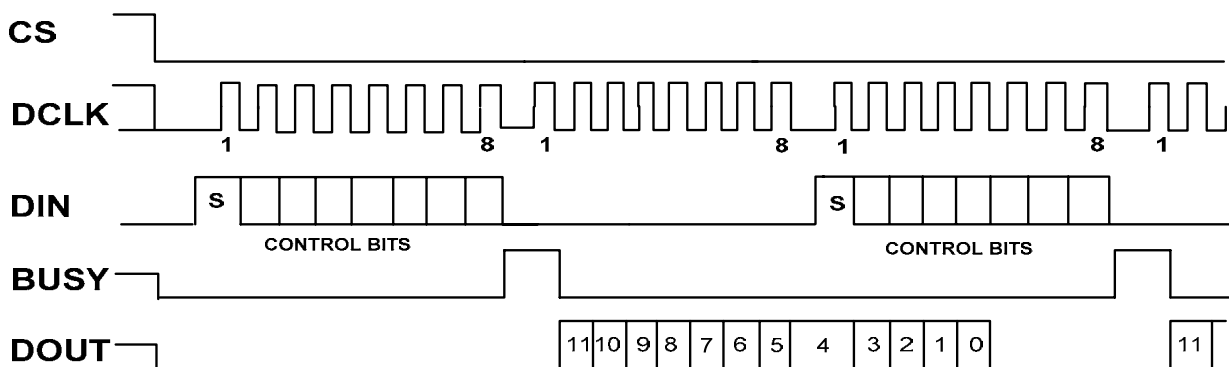 CS
DCLK
1 8 1 8 1 8 1
DIN
S S
CONTROL BITS CONTROL BITS
BUSY
DOUT
11 10 9 8 7 6 5 4 3 2 1 0 11